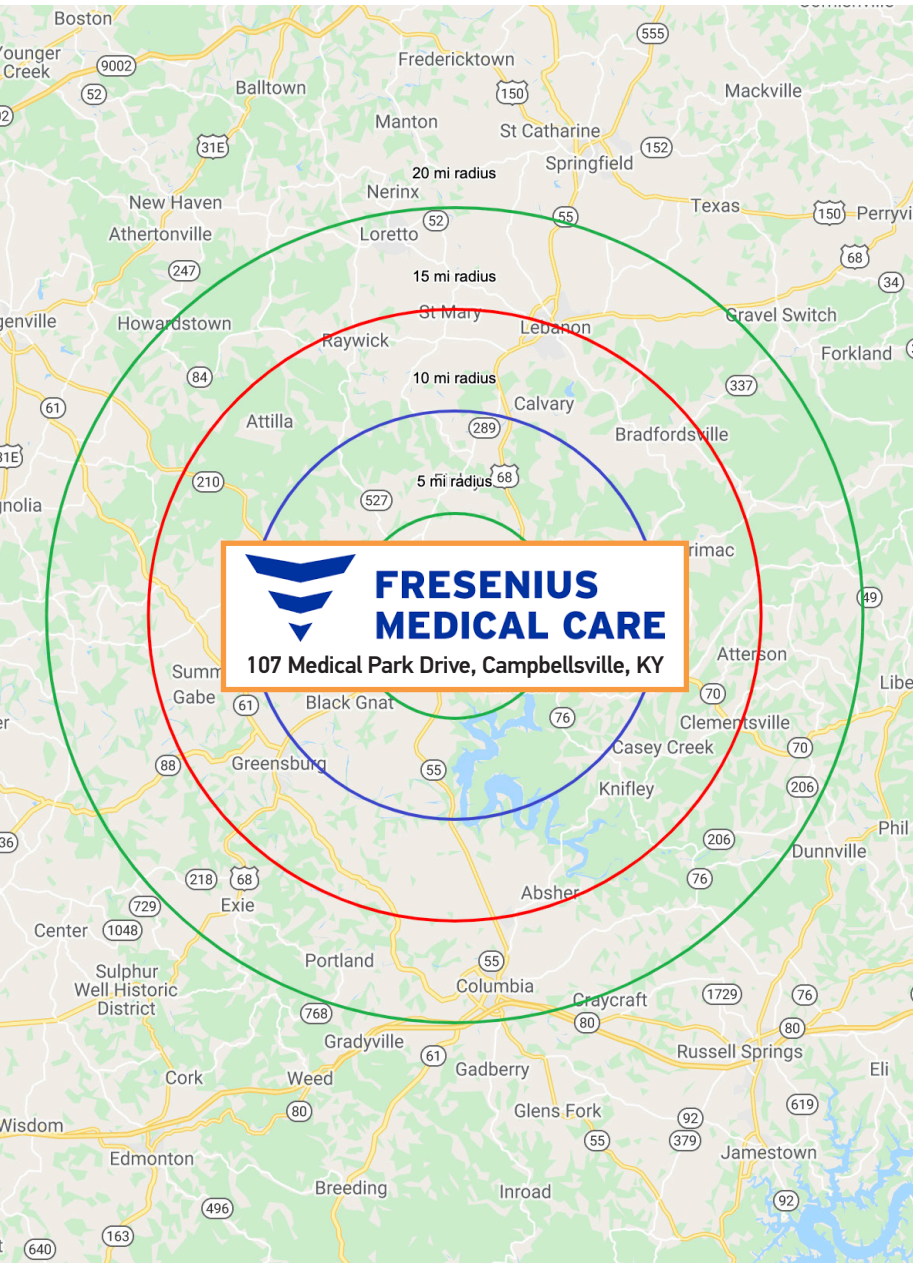 Boston
555
Younger
Creek
9002
Fredericktown
52
Balltown
150
Mackville
Manton
St Catharine
31E
152
Springfield
20 mi radius
Nerinx
New Haven
Texas
52
55
150
Athertonville
Loretto
68
247
15 mi radius
34
St Mary
Howardstown
Lebanon
Gravel Switch
Raywick
Forkland
84
10 mi radius
337
61
Calvary
Attilla
289
Bradfordsville
31E
68
210
5 mi radius
527
FRESENIUS
MEDICAL CARE
107 Medical Park Drive, Campbellsville, KY
49
Atterson
Summ
Gabe
70
61
Black Gnat
76
Clementsville
Casey Creek
70
Greensburg
88
55
206
Knifley
36
206
Phil
Dunnville
218
68
76
Absher
Exie
729
Center
1048
Portland
55
Sulphur
Well Historic
District
Columbia
1729
76
Craycraft
768
80
80
Gradyville
61
Russell Springs
Gadberry
Eli
Cork
Weed
80
619
Glens Fork
92
Wisdom
55
379
Edmonton
Jamestown
Breeding
Inroad
92
496
163
640